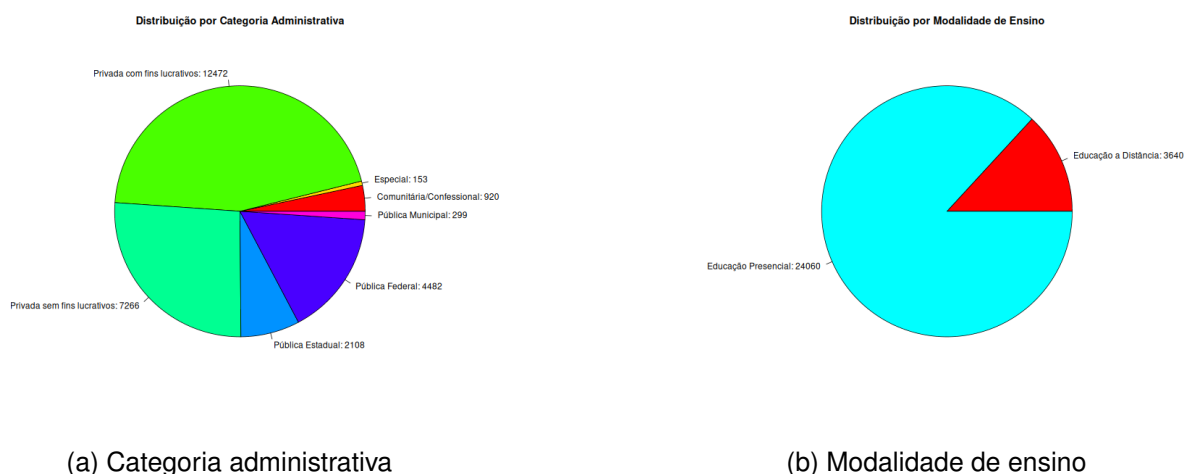 Distribuição por Categoria Administrativa
Privada com fins lucrativos: 12472
Especial: 153
Comunitária/Confessional: 920
Pública Municipal: 299
Pública Federal: 4482
Privada sem fins lucrativos: 7266
Pública Estadual: 2108
(a) Categoria administrativa
Distribuição por Modalidade de Ensino
Educação a Distância: 3640
Educação Presencial: 24060
(b) Modalidade de ensino